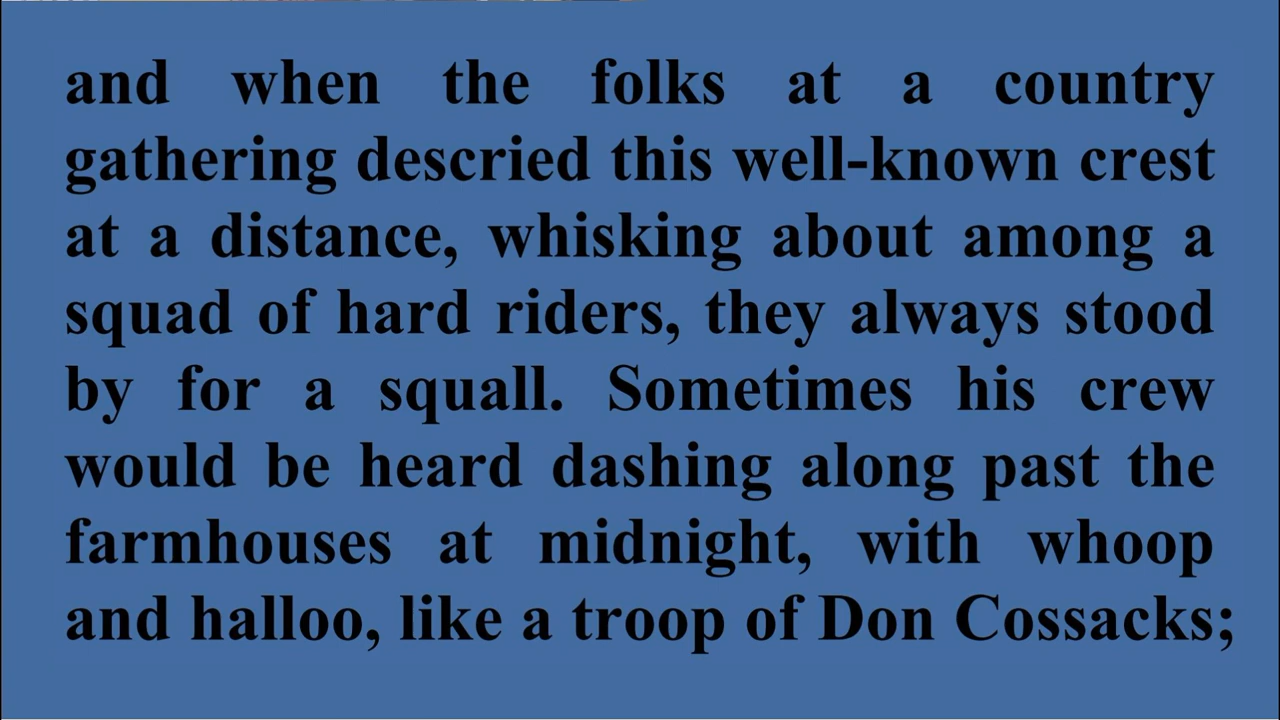 and when the folks at a country
gathering descried this well-known crest
at a distance, whisking about among a
squad of hard riders, they always stood
by for a squall. Sometimes his crew
would be heard dashing along past the
farmhouses at midnight, with whoop
and halloo, like a troop of Don Cossacks;